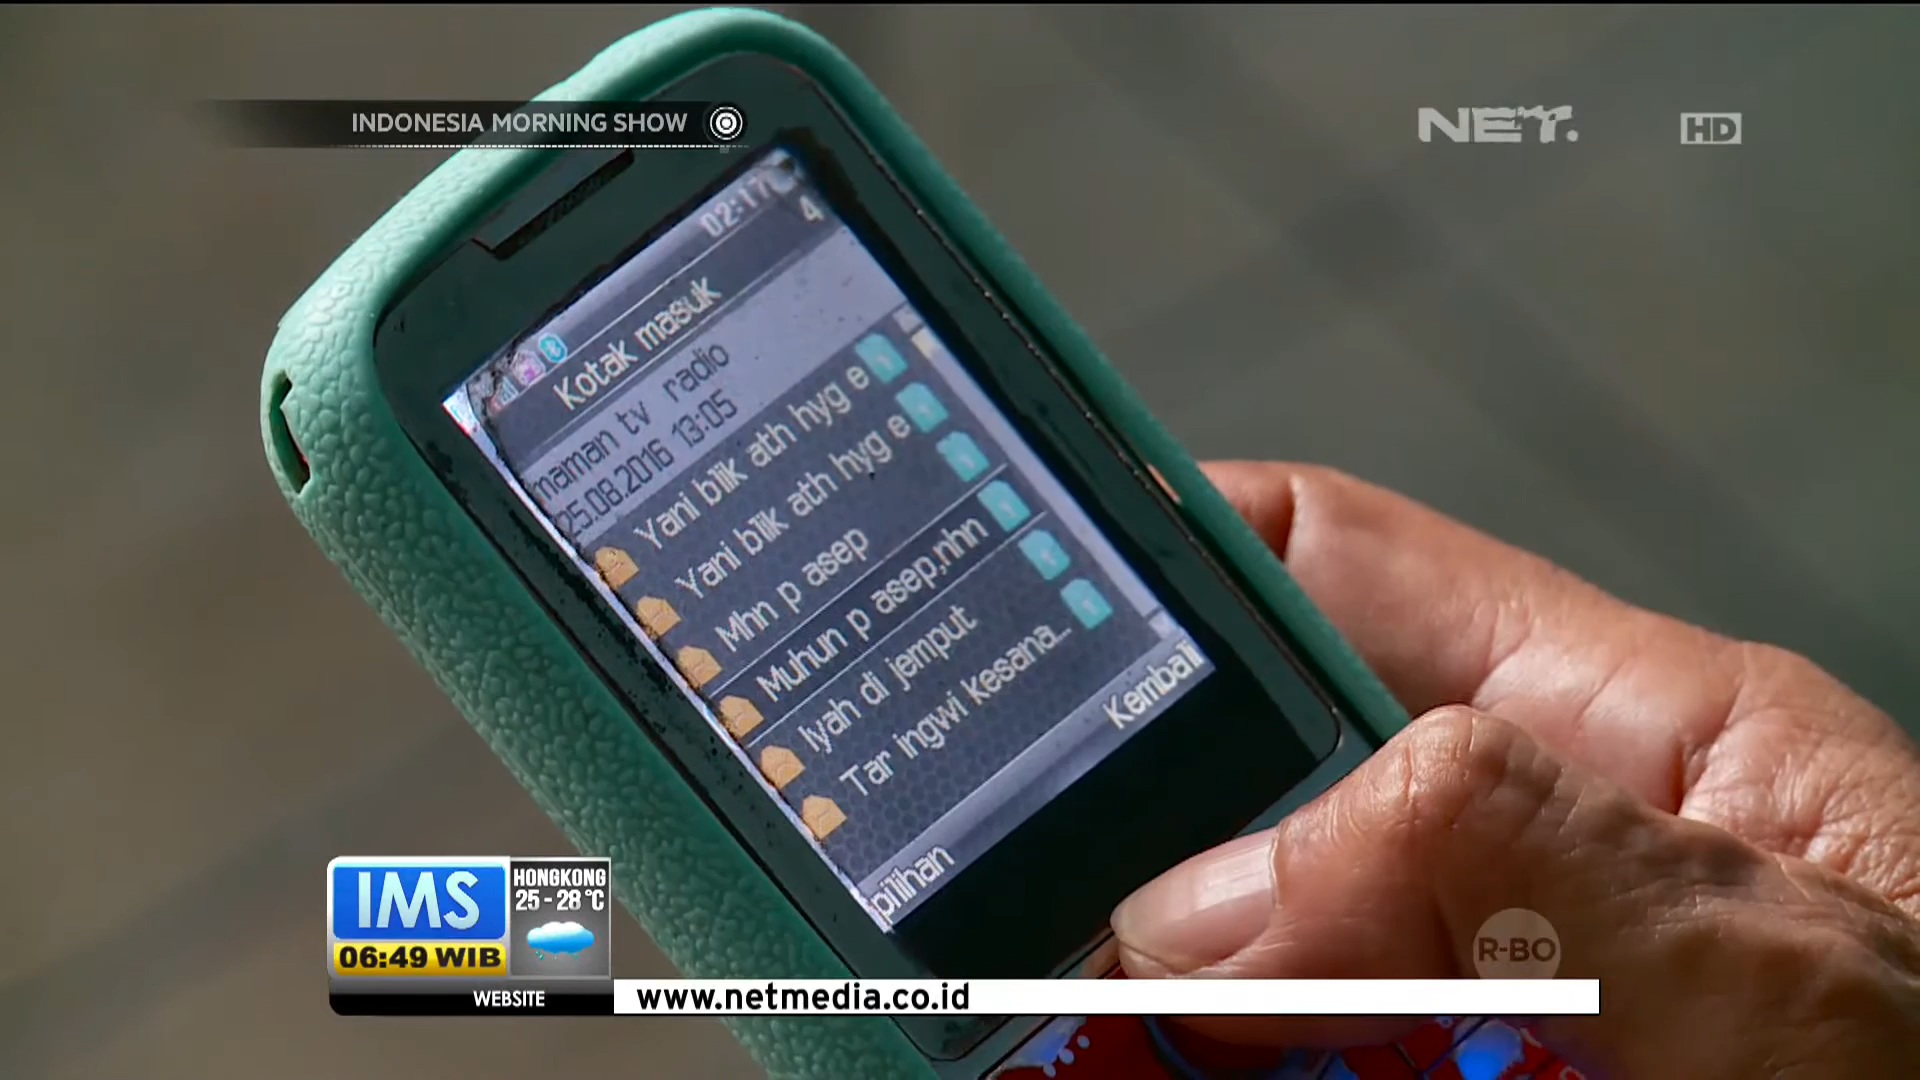 INDONESIA MORNING SHOW
NET.
HD
02:17
4
Kotak masuk
maman tv radio
25.08.2016 13:05
Yani blik ath hyg e
Yani blik ath hyg e
Mhn p asep
Muhun p asep,nhn
Iyah di jemput
Tar ingwi kesana...
pilihan
Kembali
IMS
HONGKONG
25 - 28 °C
06:49 WIB
WEBSITE
www.netmedia.co.id
R-BO